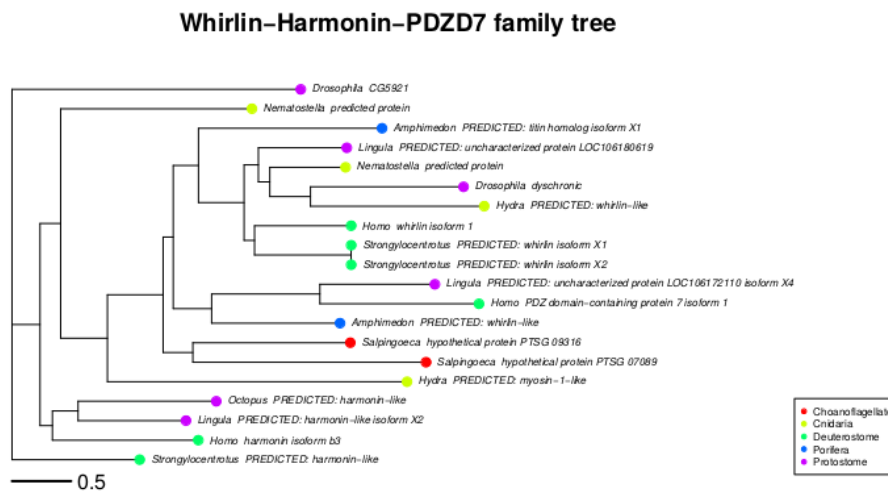 Whirlin–Harmonin–PDZD7 family tree
Drosophila CG5921
Nematostella predicted protein
Amphimedon PREDICTED: titin homolog isoform X1
Lingula PREDICTED: uncharacterized protein LOC106180619
Nematostella predicted protein
Drosophila dyschronic
Hydra PREDICTED: whirlin–like
Homo whirlin isoform 1
Strongylocentrotus PREDICTED: whirlin isoform X1
Strongylocentrotus PREDICTED: whirlin isoform X2
Lingula PREDICTED: uncharacterized protein LOC106172110 isoform X4
Homo PDZ domain–containing protein 7 isoform 1
Amphimedon PREDICTED: whirlin–like
Salpingoeca hypothetical protein PTSG 09316
Salpingoeca hypothetical protein PTSG 07089
Hydra PREDICTED: myosin–1–like
Octopus PREDICTED: harmonin–like
Lingula PREDICTED: harmonin–like isoform X2
Homo harmonin isoform b3
Strongylocentrotus PREDICTED: harmonin–like
0.5
Choanoflagellat
Cnidaria
Deuterostome
Porifera
Protostome